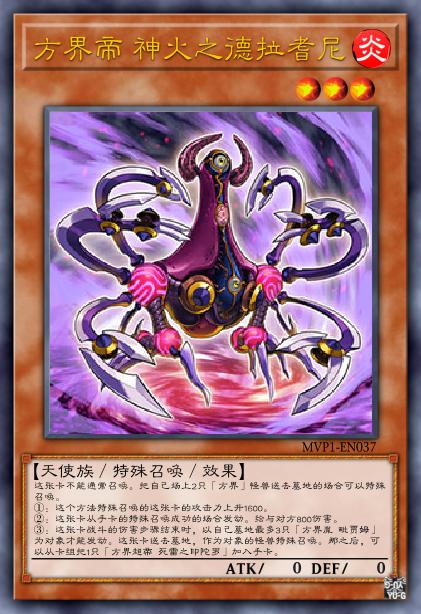 方界帝 神火之德拉耆尼 炎
MVP1-EN037
【天使族／特殊召唤／效果】
这张卡不能通常召唤。把自己场上2只「方界」怪兽送去墓地的场合可以特殊
召唤。
①：这个方法特殊召唤的这张卡的攻击力上升1600。
②：这张卡从手卡的特殊召唤成功的场合发动。给与对方800伤害。
③：这张卡战斗的伤害步骤结束时，以自己墓地最多3只「方界胤 毗贾姆」
为对象才能发动。这张卡送去墓地，作为对象的怪兽特殊召唤。那之后，可
以从卡组把1只「方界超帝 死雷之印陀罗」加入手卡。
ATK/ 0 DEF/ 0